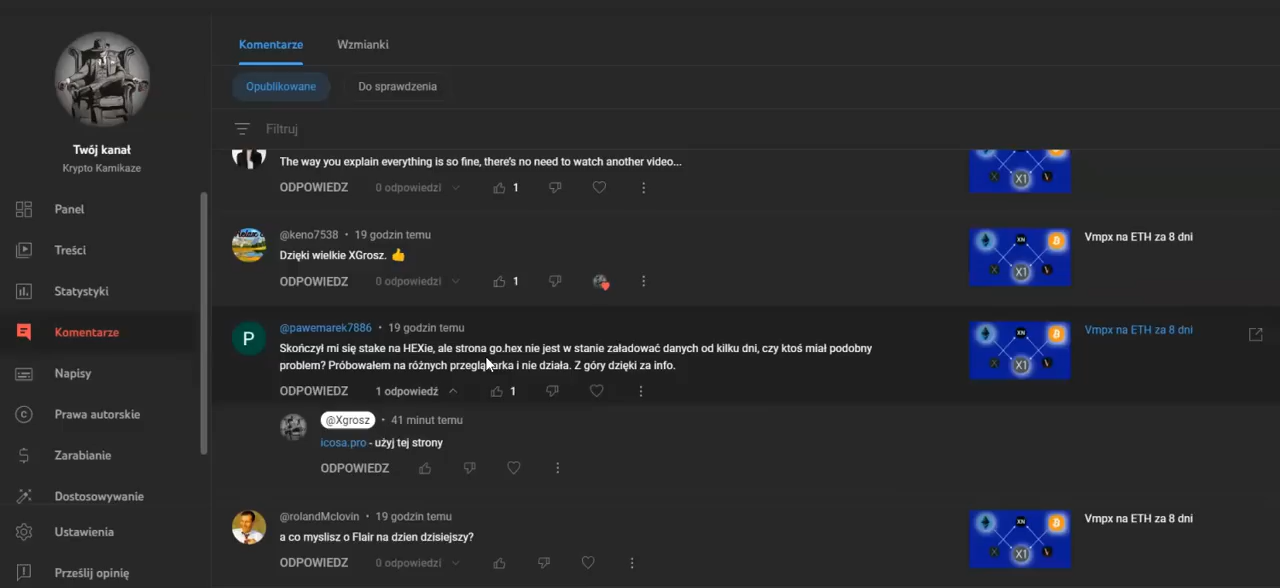 Twój kanał
Krypto Kamikaze
Panel
Treści
Statystyki
Komentarze
Napisy
Prawa autorskie
Zarabianie
Dostosowywanie
Ustawienia
Prześlij opinię
Komentarze Wzmianki
Opublikowane Do sprawdzenia
Filtruj
The way you explain everything is so fine, there's no need to watch another video...
ODPOWIEDZ 0 odpowiedzi 1
X1
@keno7538 • 19 godzin temu
Dzięki wielkie XGrosz. 👍
ODPOWIEDZ 0 odpowiedzi 1
XN
X1
Vmpx na ETH za 8 dni
P
@pawemarek7886 • 19 godzin temu
Skończył mi się stake na HEXie, ale strona go.hex nie jest w stanie załadować danych od kilku dni, czy ktoś miał podobny
problem? Próbowałem na różnych przeglądarka i nie działa. Z góry dzięki za info.
ODPOWIEDZ 1 odpowiedź 1
XN
X1
Vmpx na ETH za 8 dni
@Xgrosz • 41 minut temu
icosa.pro - użyj tej strony
ODPOWIEDZ
@rolandMclovin • 19 godzin temu
a co myslisz o Flair na dzien dzisiejszy?
ODPOWIEDZ 0 odpowiedzi
XN
X1
Vmpx na ETH za 8 dni